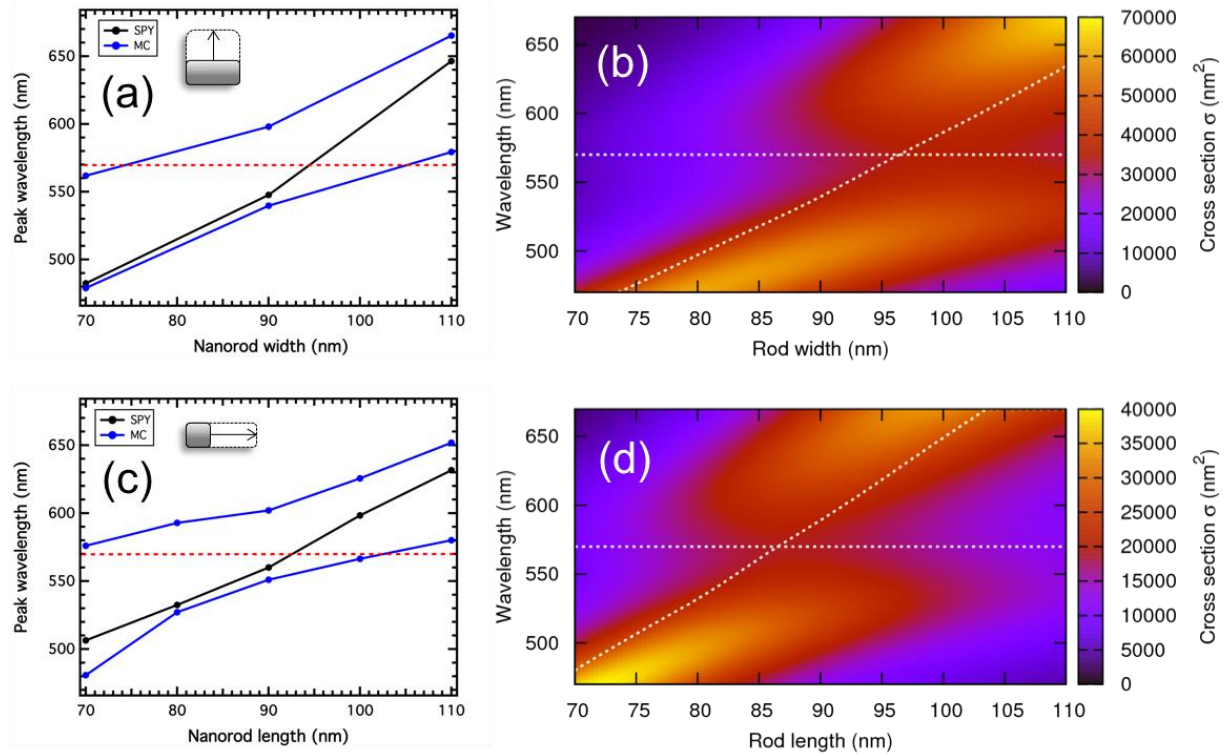 SPY
MC
(a)
650
600
550
500
Peak wavelength (nm)
70 80 90 100 110
Nanorod width (nm)
(b)
650
600
550
500
Wavelength (nm)
70 75 80 85 90 95 100 105 110
Rod width (nm)
70000
60000
50000
40000
30000
20000
10000
0
Cross section σ (nm²)
SPY
MC
(c)
650
600
550
500
Peak wavelength (nm)
70 80 90 100 110
Nanorod length (nm)
(d)
650
600
550
500
Wavelength (nm)
70 75 80 85 90 95 100 105 110
Rod length (nm)
40000
35000
30000
25000
20000
15000
10000
5000
0
Cross section σ (nm²)